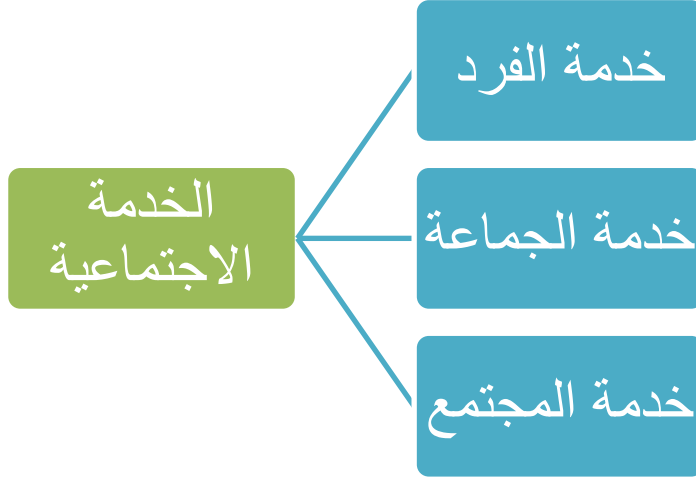 الخدمة
الاجتماعية
خدمة الفرد
خدمة الجماعة
خدمة المجتمع